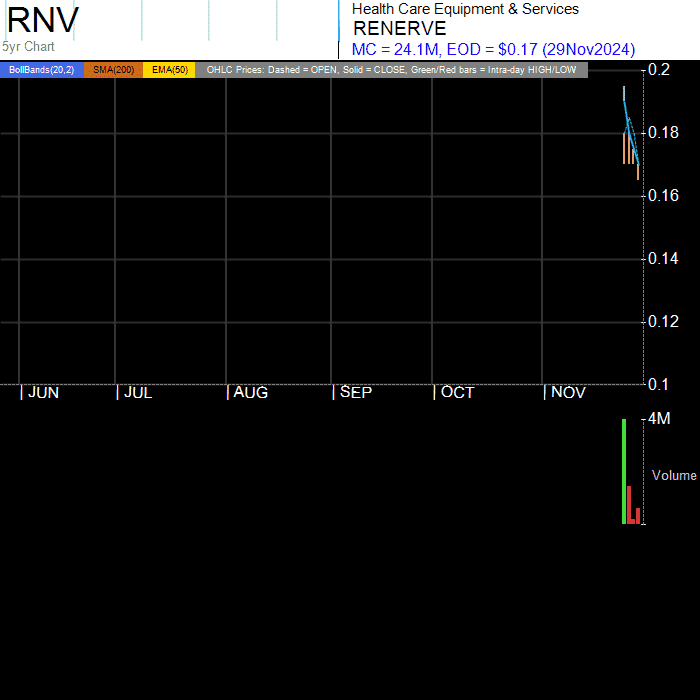 RNV
5yr Chart
Health Care Equipment & Services
RENERVE
MC = 24.1M, EOD = $0.17 (29Nov2024)
BollBands(20,2) SMA(200) EMA(50) OHLC Prices: Dashed = OPEN, Solid = CLOSE, Green/Red bars = Intra-day HIGH/LOW
0.2
0.18
0.16
0.14
0.12
0.1
JUN JUL AUG SEP OCT NOV
4M
Volume